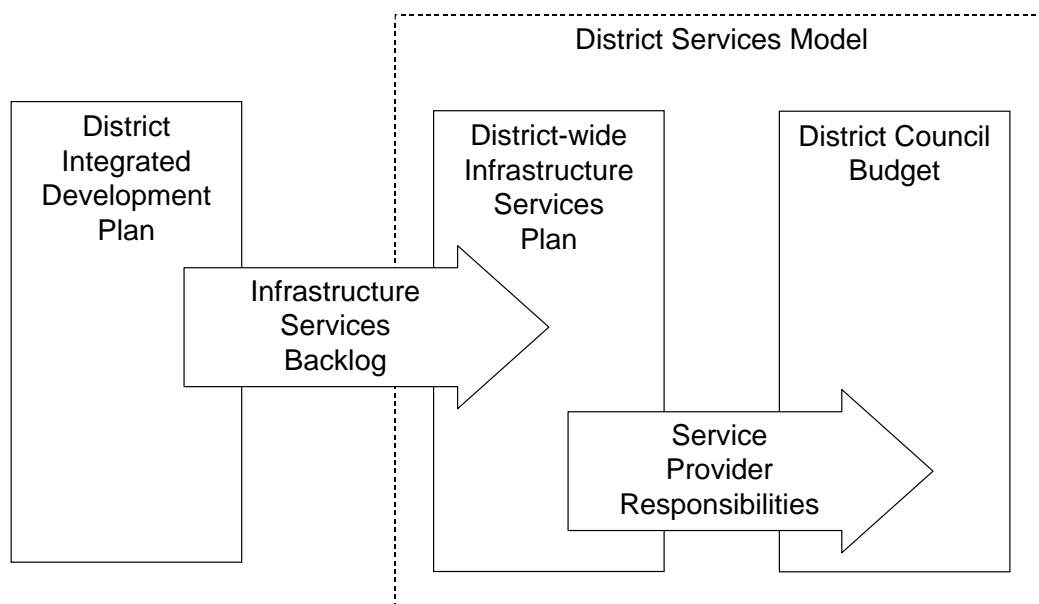 District Services Model
District
Integrated
Development
Plan
District-wide
Infrastructure
Services
Plan
District Council
Budget
Infrastructure
Services
Backlog
Service
Provider
Responsibilities